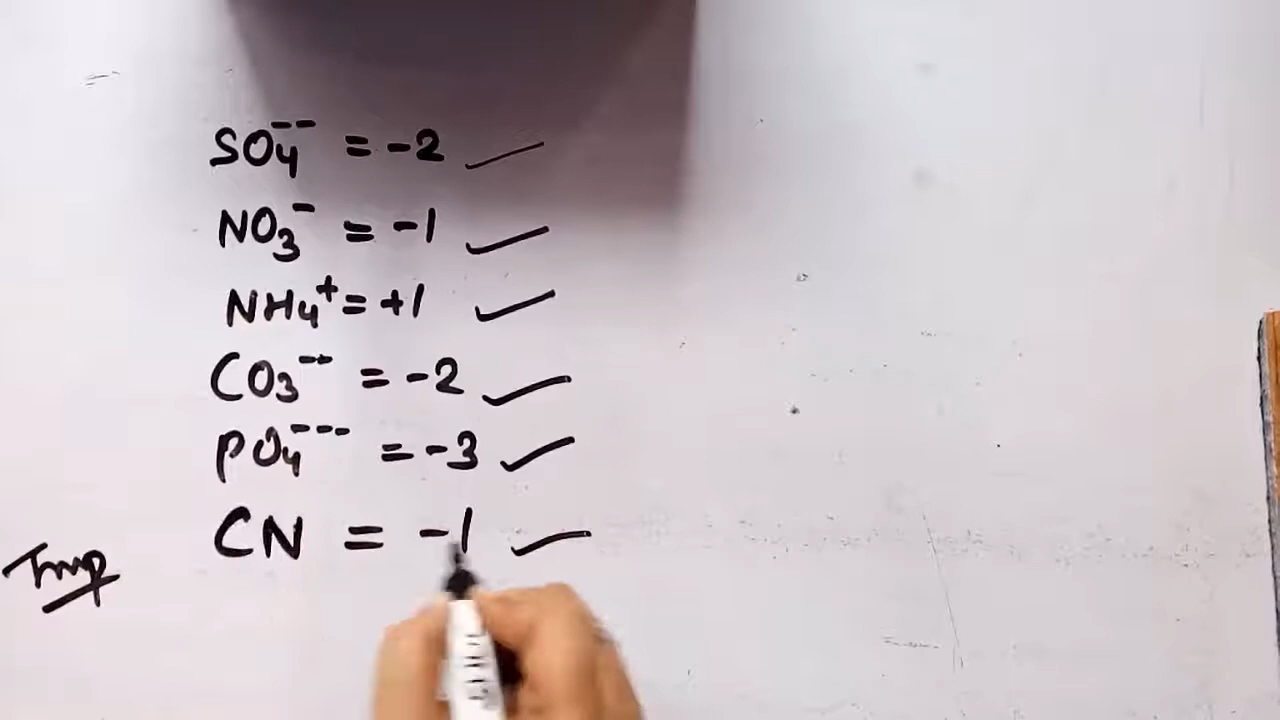 SO4-- = -2 ✓
NO3- = -1 ✓
NH4+ = +1 ✓
CO3-- = -2 ✓
PO4--- = -3 ✓
CN = -1 ✓
Imp